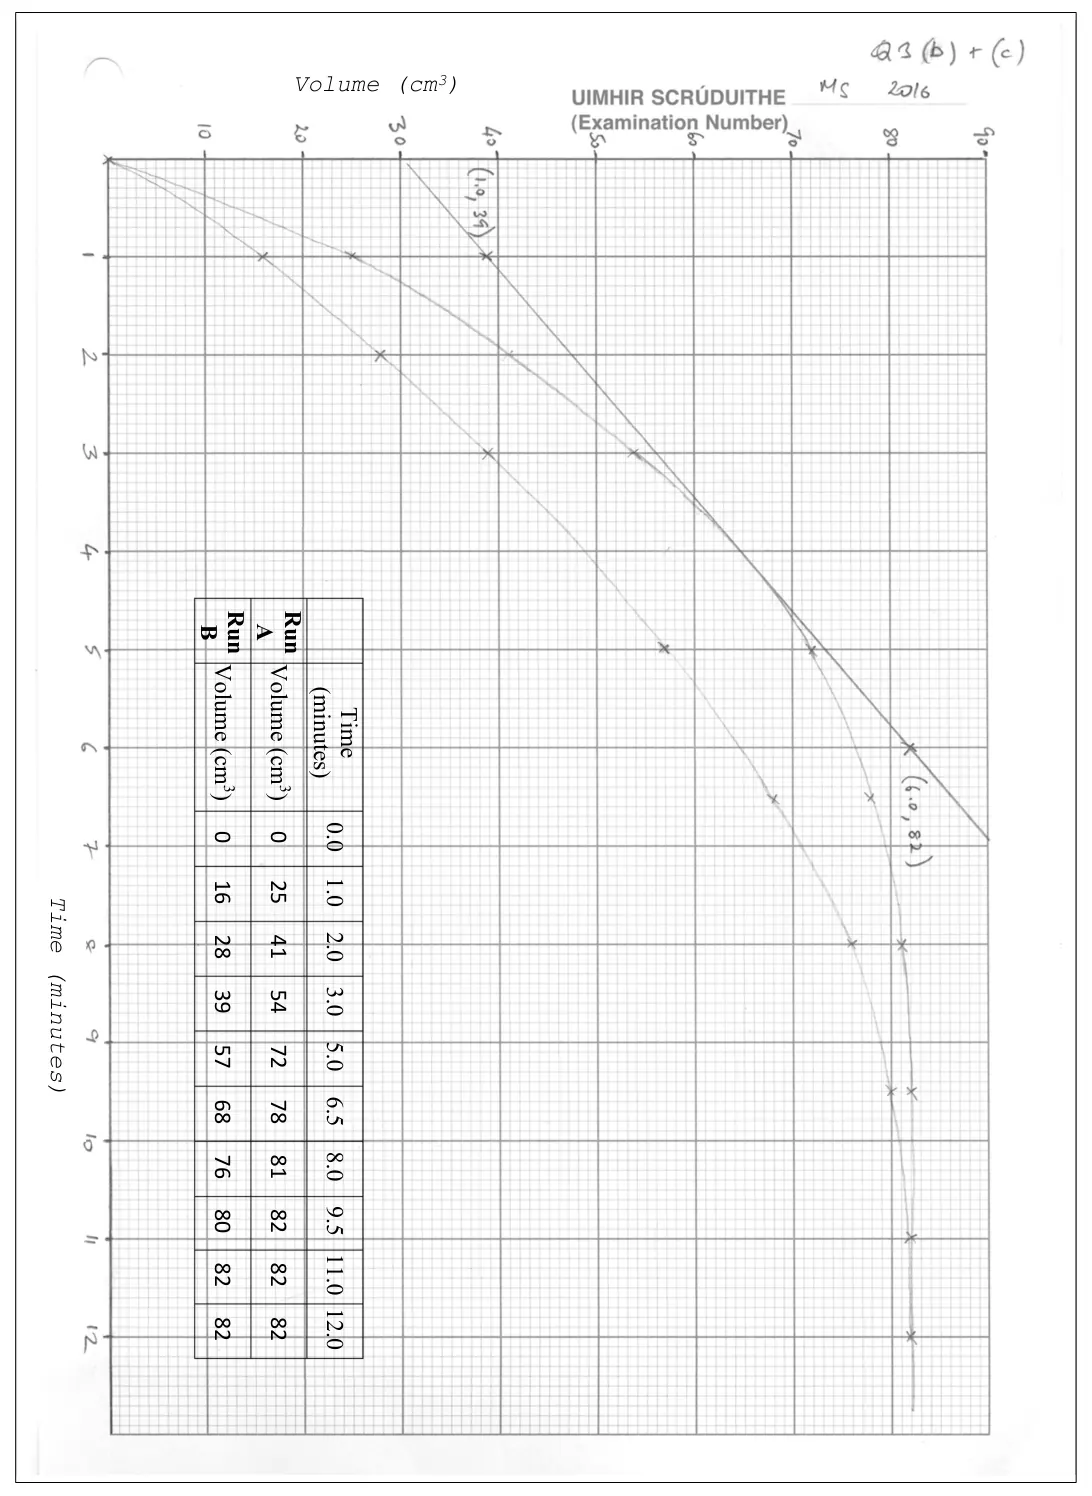 Q3 (b) + (c)
Volume (cm³)
UIMHIR SCRÚDUITHE MS 2016
(Examination Number)
10 20 30 40 50 60 70 80 90
(1.0, 39)
1
2
3
4
5
6
7
8
9
10
11
12
(6.0, 82)
Time (minutes)
Time (minutes) 0.0 1.0 2.0 3.0 5.0 6.5 8.0 9.5 11.0 12.0
Run A Volume (cm³) 0 25 41 54 72 78 81 82 82 82
Run B Volume (cm³) 0 16 28 39 57 68 76 80 82 82